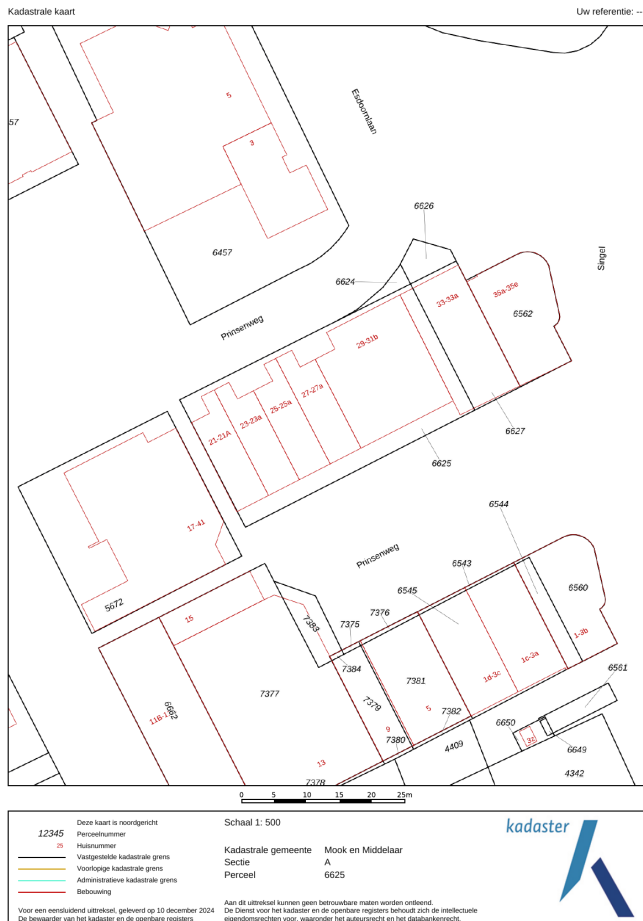 Kadastrale kaart
Uw referentie: --
57
5
3
Esdoornlaan
6626
6457
6624
Singel
33-33a
35a-35e
6562
Prinsenweg
29-31b
27-27a
25-25a
23-23a
21-21A
6627
6625
6544
17-41
Prinsenweg
6543
6545
6560
5672
7376
7375
7383
15
1-3b
1c-3a
7384
6561
1d-3c
7381
7377
7379
6662
5
7382
6650
9
7380
32
4409
6649
13
4342
7378
0 5 10 15 20 25m
Deze kaart is noordgericht
12345 Perceelnummer
25 Huisnummer
Vastgestelde kadastrale grens
Voorlopige kadastrale grens
Administratieve kadastrale grens
Bebouwing
Schaal 1: 500
Kadastrale gemeente Mook en Middelaar
Sectie A
Perceel 6625
kadaster
Voor een eensluidend uittreksel, geleverd op 10 december 2024
De bewaarder van het kadaster en de openbare registers
Aan dit uittreksel kunnen geen betrouwbare maten worden ontleend.
De Dienst voor het kadaster en de openbare registers behoudt zich de intellectuele
eigendomsrechten voor, waaronder het auteursrecht en het databankenrecht.